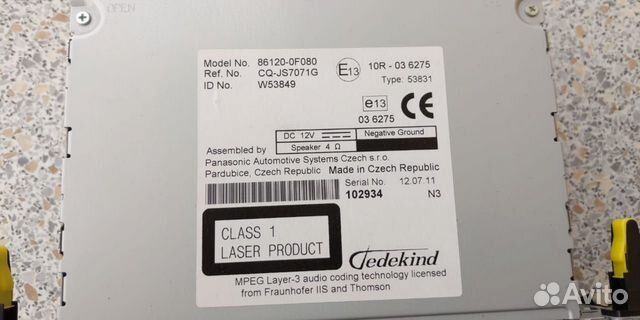 OPEN
Model No. 86120-0F080
Ref. No. CQ-JS7071G
ID No. W53849
E13
10R - 03 6275
Type: 53831
e13
03 6275
CE
DC 12V
Negative Ground
Speaker 4 Ω
Assembled by
Panasonic Automotive Systems Czech s.r.o.
Pardubice, Czech Republic Made in Czech Republic
Serial No. 12.07.11
102934 N3
CLASS 1
LASER PRODUCT
Jedekind
MPEG Layer-3 audio coding technology licensed
from Fraunhofer IIS and Thomson
Avito